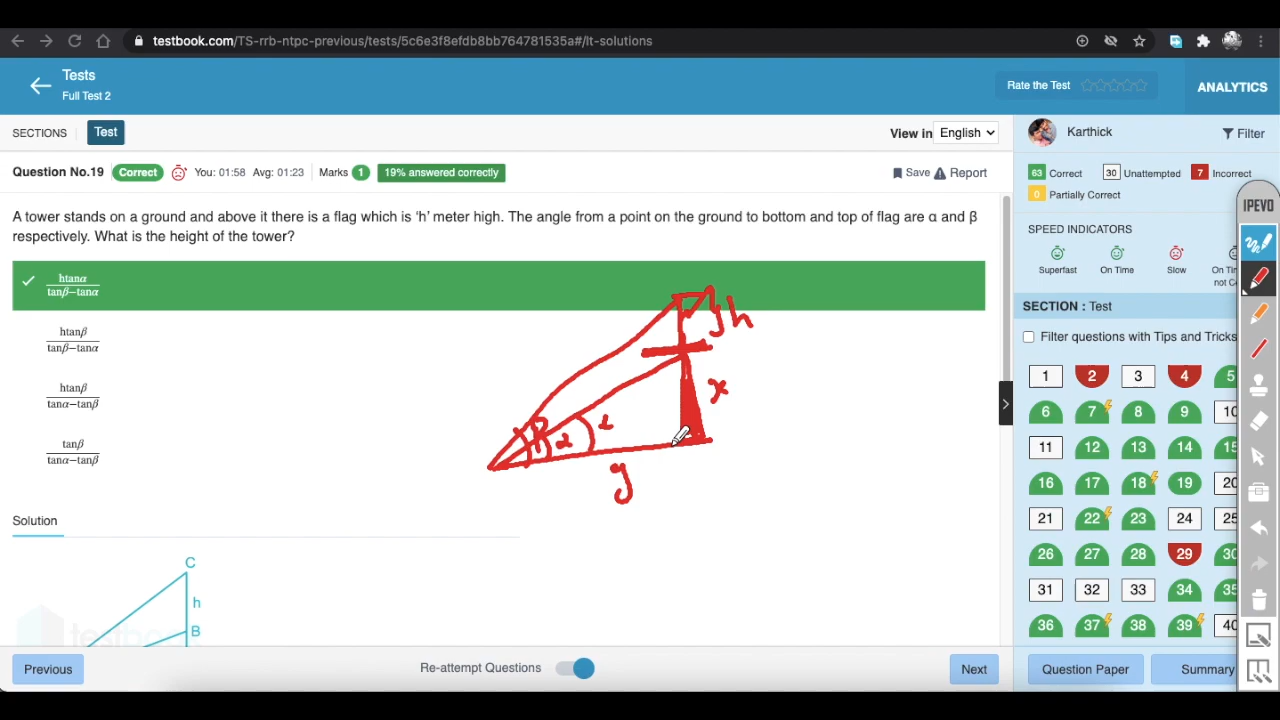 testbook.com/TS-rrb-ntpc-previous/tests/5c6e3f8efdb8bb764781535a#/lt-solutions
Tests
Full Test 2
Rate the Test
ANALYTICS
SECTIONS Test
View in English
Karthick
Filter
Question No.19 Correct You: 01:58 Avg: 01:23 Marks 1 19% answered correctly
Save Report
63 Correct 30 Unattempted 7 Incorrect
0 Partially Correct
IPEVO
A tower stands on a ground and above it there is a flag which is ‘h’ meter high. The angle from a point on the ground to bottom and top of flag are α and β
respectively. What is the height of the tower?
SPEED INDICATORS
Superfast On Time Slow
not
htanα
tanβ−tanα
htanβ
tanβ−tanα
htanβ
tanα−tanβ
tanβ
tanα−tanβ
h
x
y
SECTION : Test
Filter questions with Tips and Tricks
1 2 3 4 5
6 7 8 9
11 12 13 14
16 17 18 19
21 22 23 24
26 27 28 29
31 32 33 34
36 37 38 39
Solution
C
h
B
Previous
Re-attempt Questions
Next
Question Paper
Summary